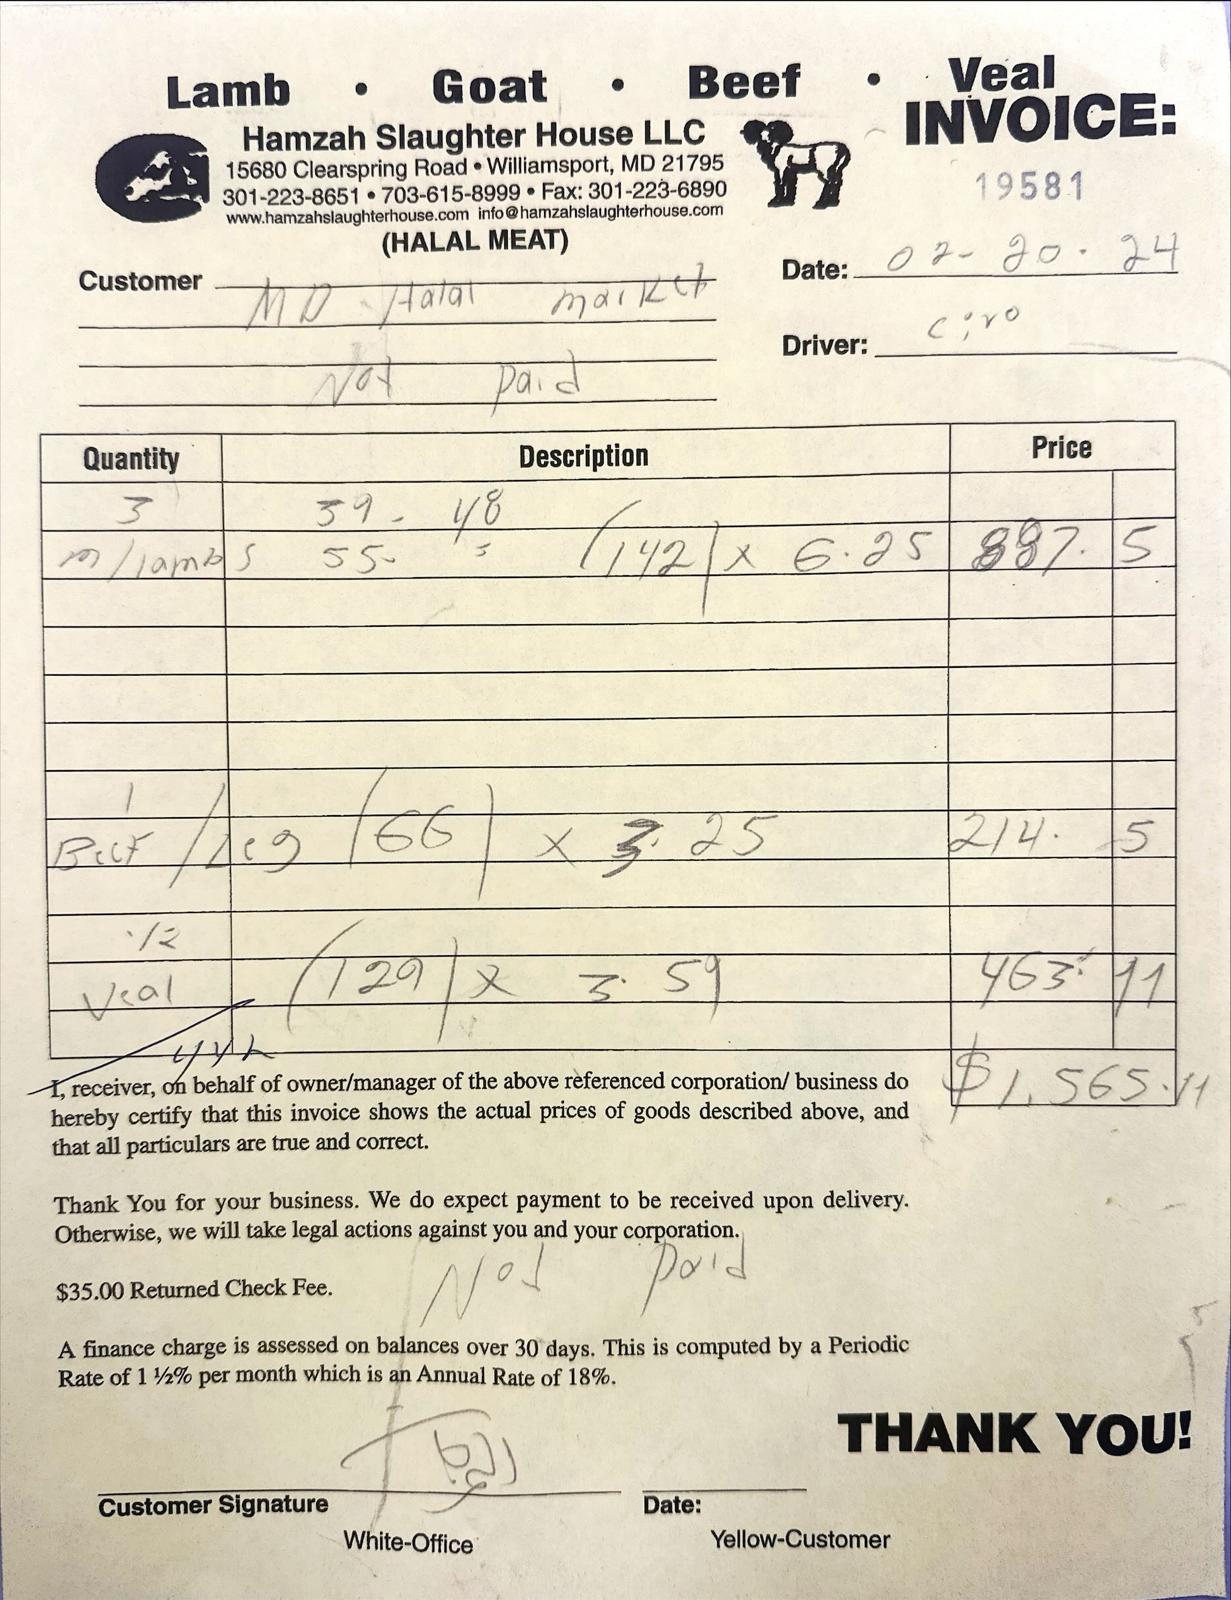 Lamb • Goat • Beef • Veal
INVOICE:
Hamzah Slaughter House LLC
15680 Clearspring Road • Williamsport, MD 21795
301-223-8651 • 703-615-8999 • Fax: 301-223-6890
www.hamzahslaughterhouse.com info@hamzahslaughterhouse.com
(HALAL MEAT)
19581
Customer MD Halal market
Date: 02-20.24
Driver: ciro
Not paid
Quantity Description Price
3 39- 48
m/lambs 55- (142) x 6.25 887. 5
1
Beef/Leg (66) x 3.25 214. 5
1/2
Veal (129) x 3.59 463. 11
$1,565.11
I, receiver, on behalf of owner/manager of the above referenced corporation/ business do
hereby certify that this invoice shows the actual prices of goods described above, and
that all particulars are true and correct.
Thank You for your business. We do expect payment to be received upon delivery.
Otherwise, we will take legal actions against you and your corporation.
Not paid
$35.00 Returned Check Fee.
A finance charge is assessed on balances over 30 days. This is computed by a Periodic
Rate of 1 ½% per month which is an Annual Rate of 18%.
THANK YOU!
Customer Signature Date:
White-Office Yellow-Customer